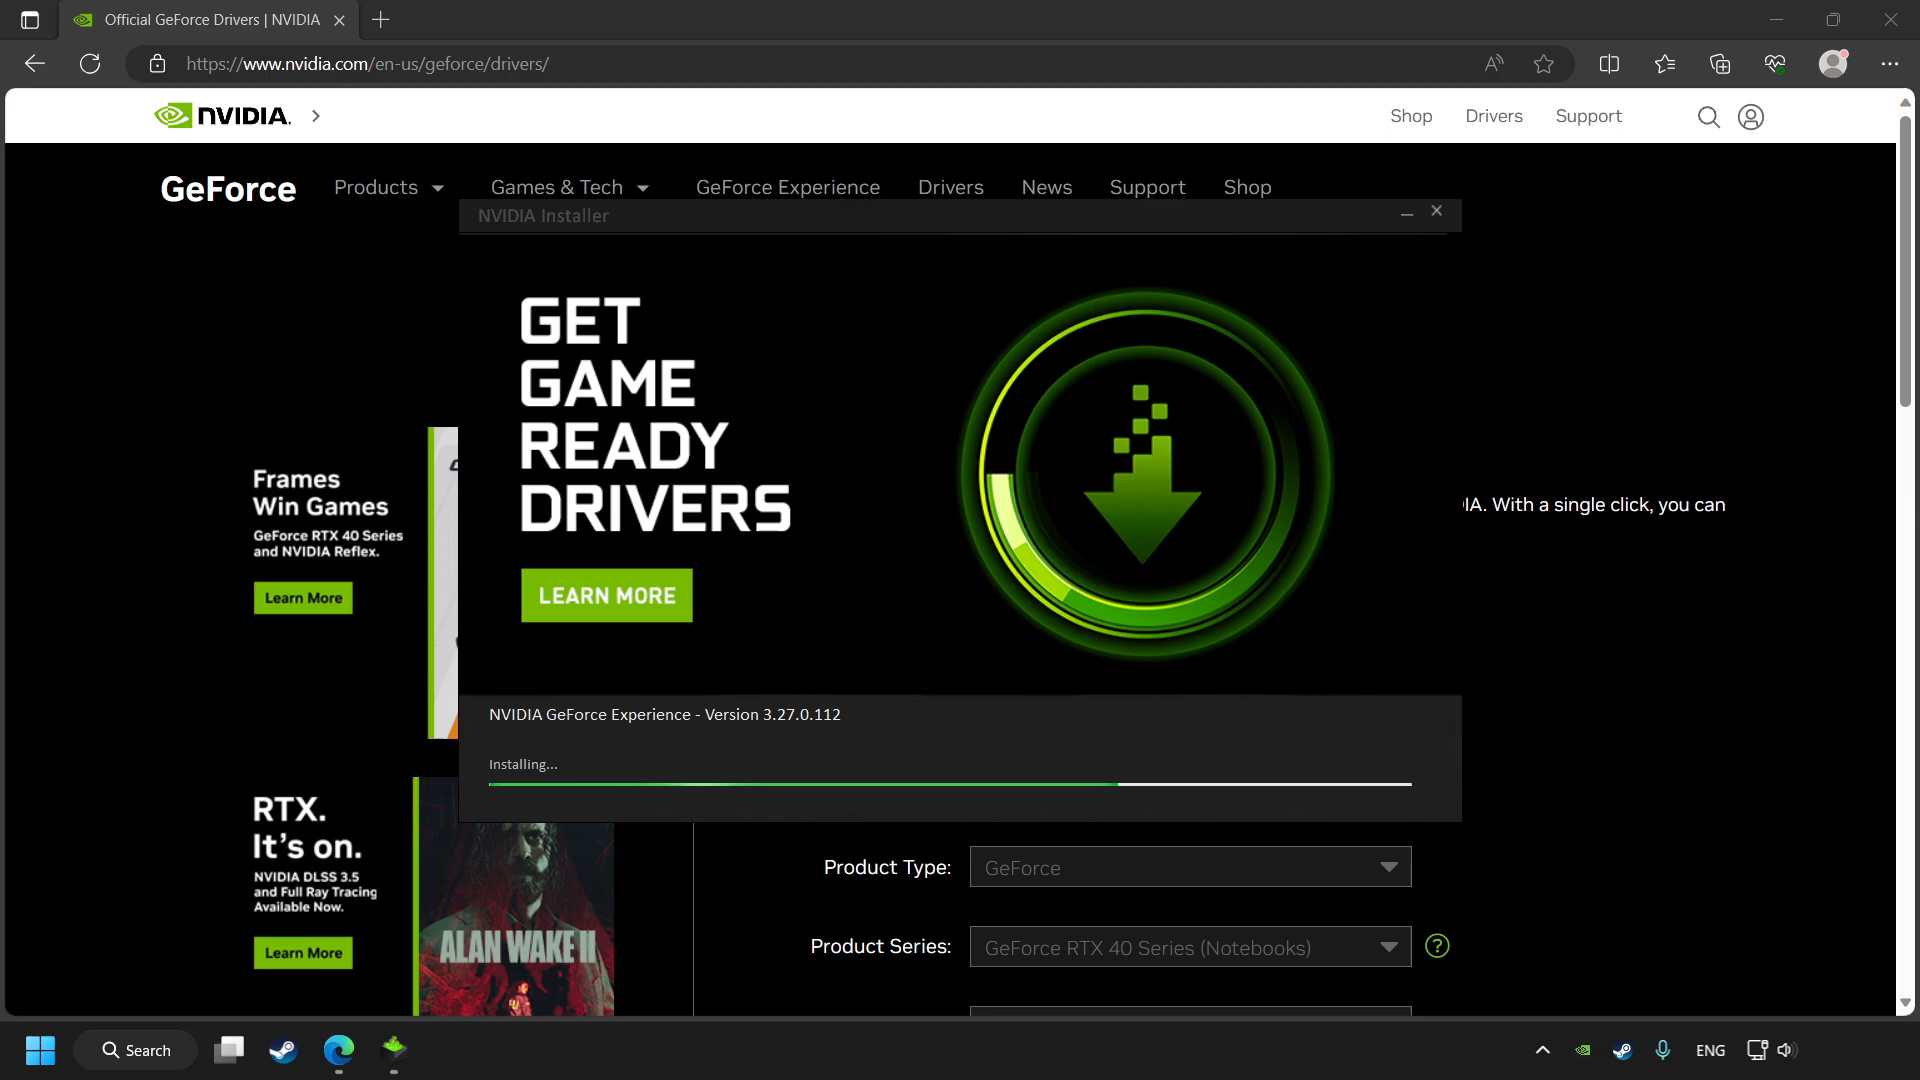 Official GeForce Drivers | NVIDIA
https://www.nvidia.com/en-us/geforce/drivers/
NVIDIA.
Shop
Drivers
Support
GeForce
Products
Games & Tech
GeForce Experience
Drivers
News
Support
Shop
NVIDIA Installer
GET
GAME
READY
DRIVERS
LEARN MORE
Frames
Win Games
GeForce RTX 40 Series
and NVIDIA Reflex.
Learn More
IA. With a single click, you can
NVIDIA GeForce Experience - Version 3.27.0.112
Installing...
RTX.
It's on.
NVIDIA DLSS 3.5
and Full Ray Tracing
Available Now.
Learn More
ALAN WAKE II
Product Type:
GeForce
Product Series:
GeForce RTX 40 Series (Notebooks)
?
Search
ENG